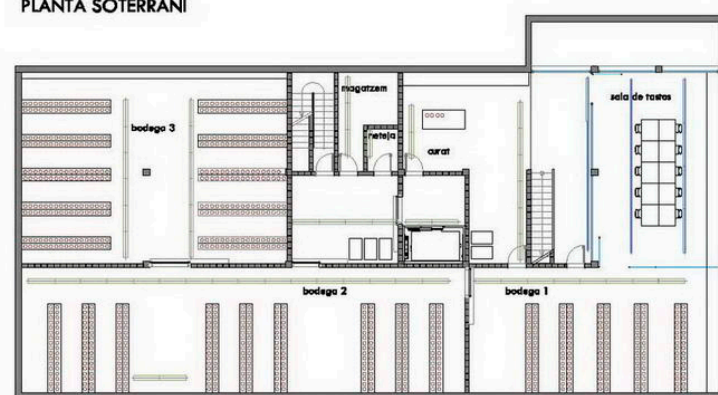 PLANTA SOTERRANI
magatzem
sala de tastos
bodega 3
neteja
curat
bodega 2
bodega 1